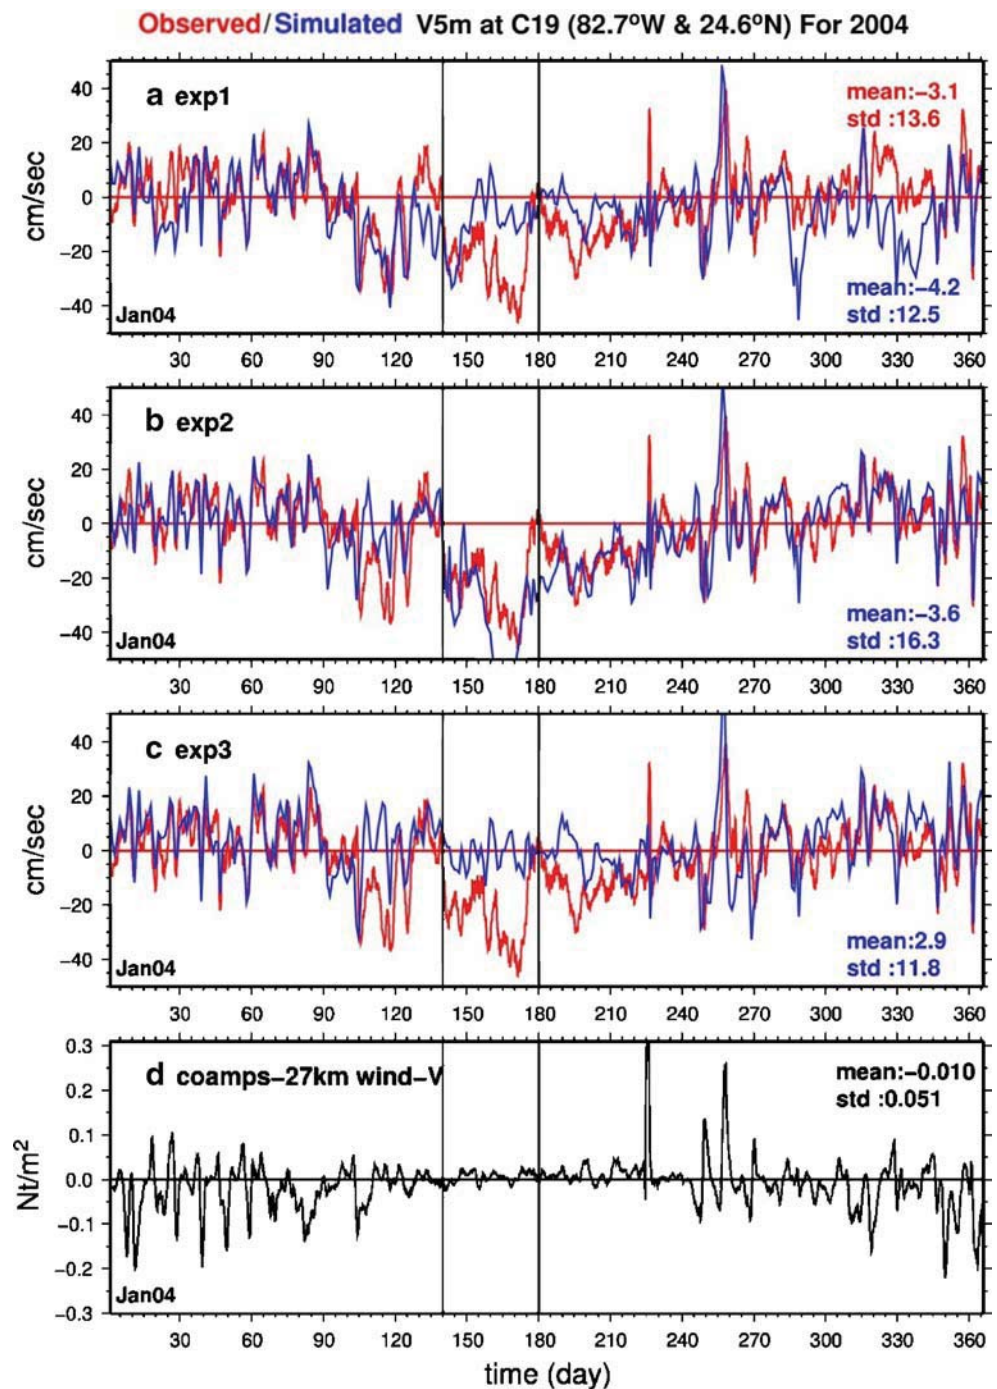 Observed/Simulated V5m at C19 (82.7°W & 24.6°N) For 2004
a exp1
mean:-3.1
std :13.6
40
20
0
-20
-40
cm/sec
mean:-4.2
std :12.5
Jan04
30 60 90 120 150 180 210 240 270 300 330 360
b exp2
40
20
0
-20
-40
cm/sec
mean:-3.6
std :16.3
Jan04
30 60 90 120 150 180 210 240 270 300 330 360
c exp3
40
20
0
-20
-40
cm/sec
mean:2.9
std :11.8
Jan04
30 60 90 120 150 180 210 240 270 300 330 360
d coamps-27km wind-V
mean:-0.010
std :0.051
0.3
0.2
0.1
0.0
-0.1
-0.2
-0.3
Nt/m²
Jan04
30 60 90 120 150 180 210 240 270 300 330 360
time (day)